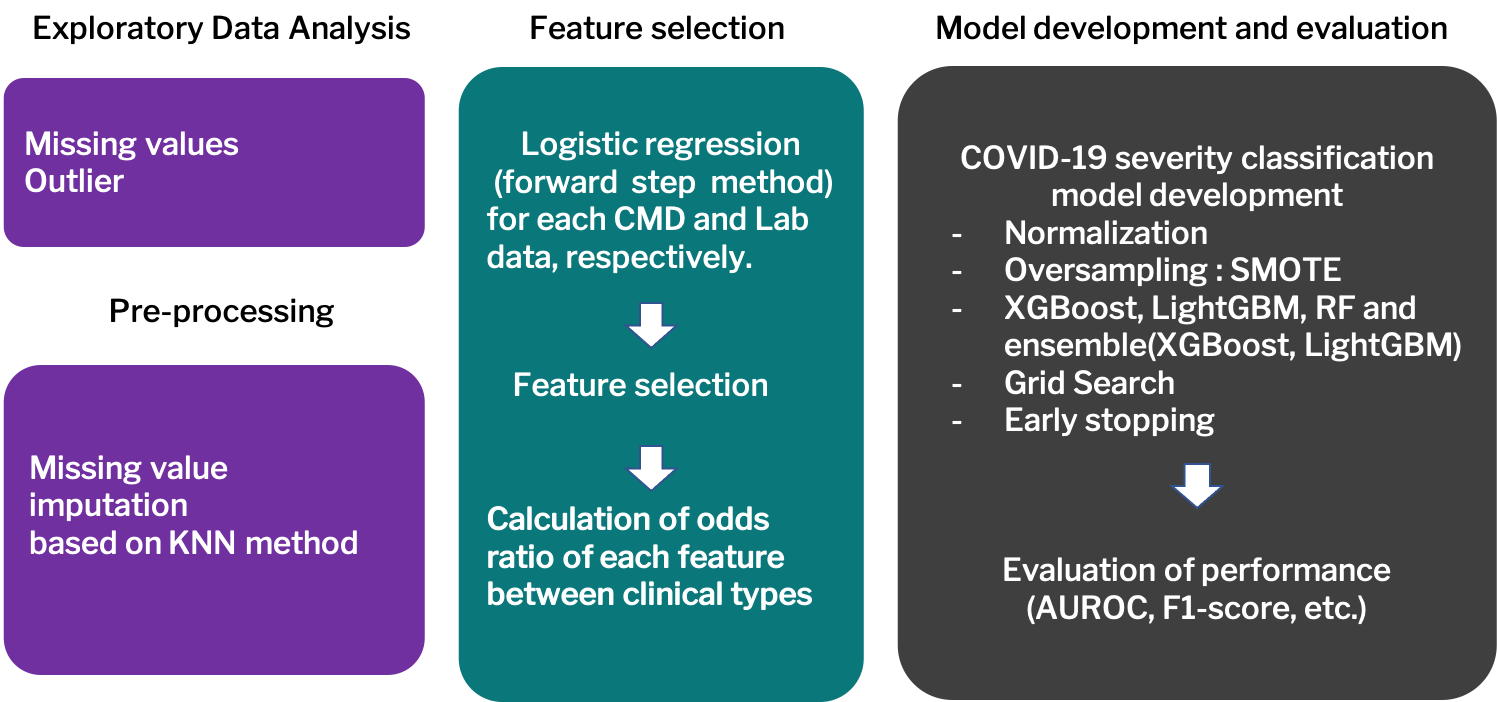 Exploratory Data Analysis
Missing values
Outlier
Pre-processing
Missing value
imputation
based on KNN method
Feature selection
Logistic regression
(forward step method)
for each CMD and Lab
data, respectively.
Feature selection
Calculation of odds
ratio of each feature
between clinical types
Model development and evaluation
COVID-19 severity classification
model development
- Normalization
- Oversampling : SMOTE
- XGBoost, LightGBM, RF and
ensemble(XGBoost, LightGBM)
- Grid Search
- Early stopping
Evaluation of performance
(AUROC, F1-score, etc.)